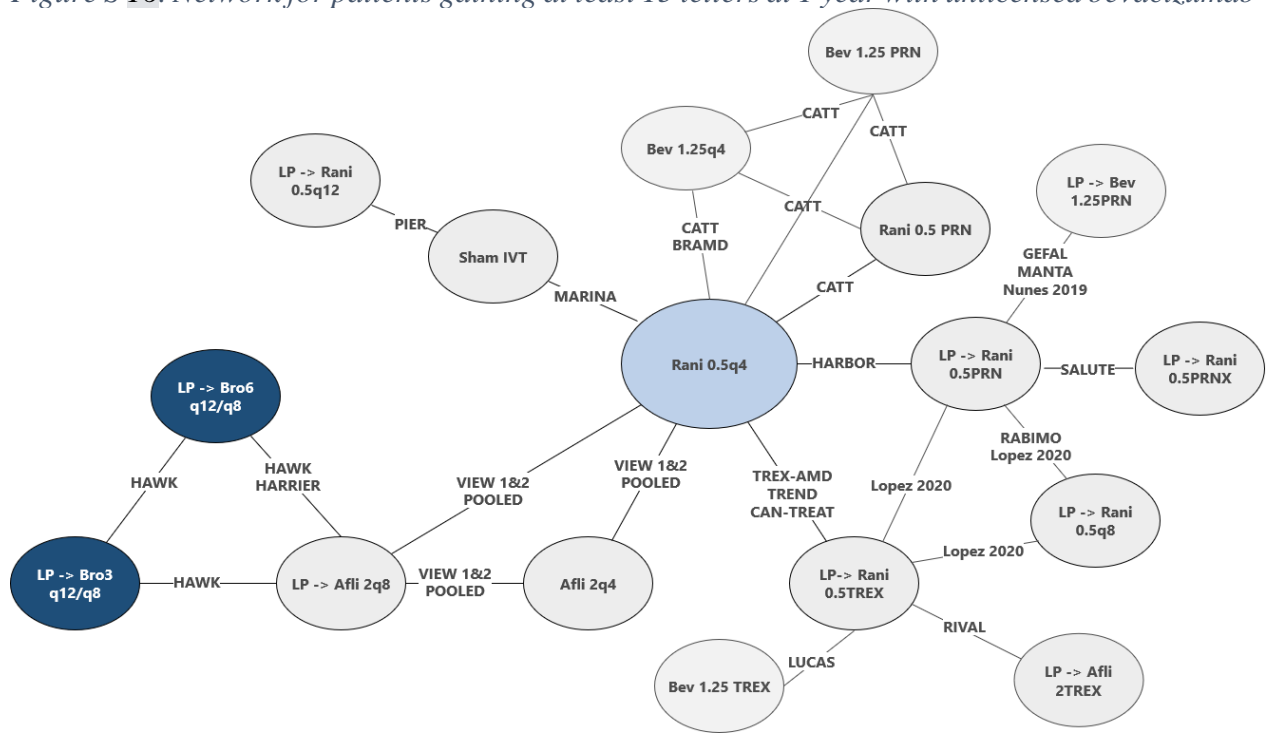 Figure S 10: Network for patients gaining at least 15 letters at 1 year with unlicensed bevacizumab
Bev 1.25 PRN
CATT
CATT
Bev 1.25q4
LP -> Rani
0.5q12
LP -> Bev
1.25PRN
PIER
CATT
Sham IVT
CATT
BRAMD
Rani 0.5 PRN
GEFAL
MANTA
Nunes 2019
MARINA
CATT
Rani 0.5q4
HARBOR
LP -> Rani
0.5PRN
SALUTE
LP -> Rani
0.5PRNX
LP -> Bro6
q12/q8
RABIMO
Lopez 2020
HAWK
HAWK
HARRIER
VIEW 1&2
POOLED
VIEW 1&2
POOLED
TREX-AMD
TREND
CAN-TREAT
Lopez 2020
LP -> Rani
0.5q8
Lopez 2020
LP -> Bro3
q12/q8
HAWK
LP -> Afli 2q8
VIEW 1&2
POOLED
Afli 2q4
LP-> Rani
0.5TREX
RIVAL
LUCAS
Bev 1.25 TREX
LP -> Afli
2TREX